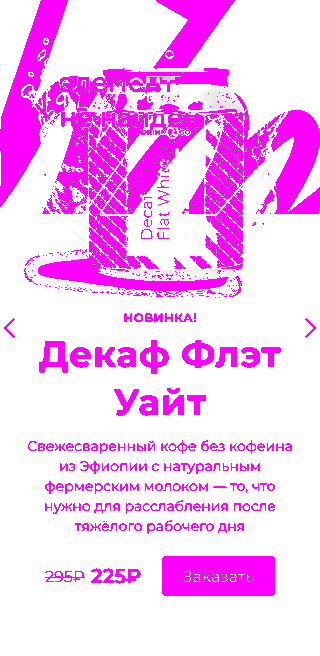 элемент
не найден
Decaf
Flat White
НОВИНКА!
Декаф Флэт
Уайт
Свежесваренный кофе без кофеина
из Эфиопии с натуральным
фермерским молоком — то, что
нужно для расслабления после
тяжёлого рабочего дня
295₽ 225₽
Заказать